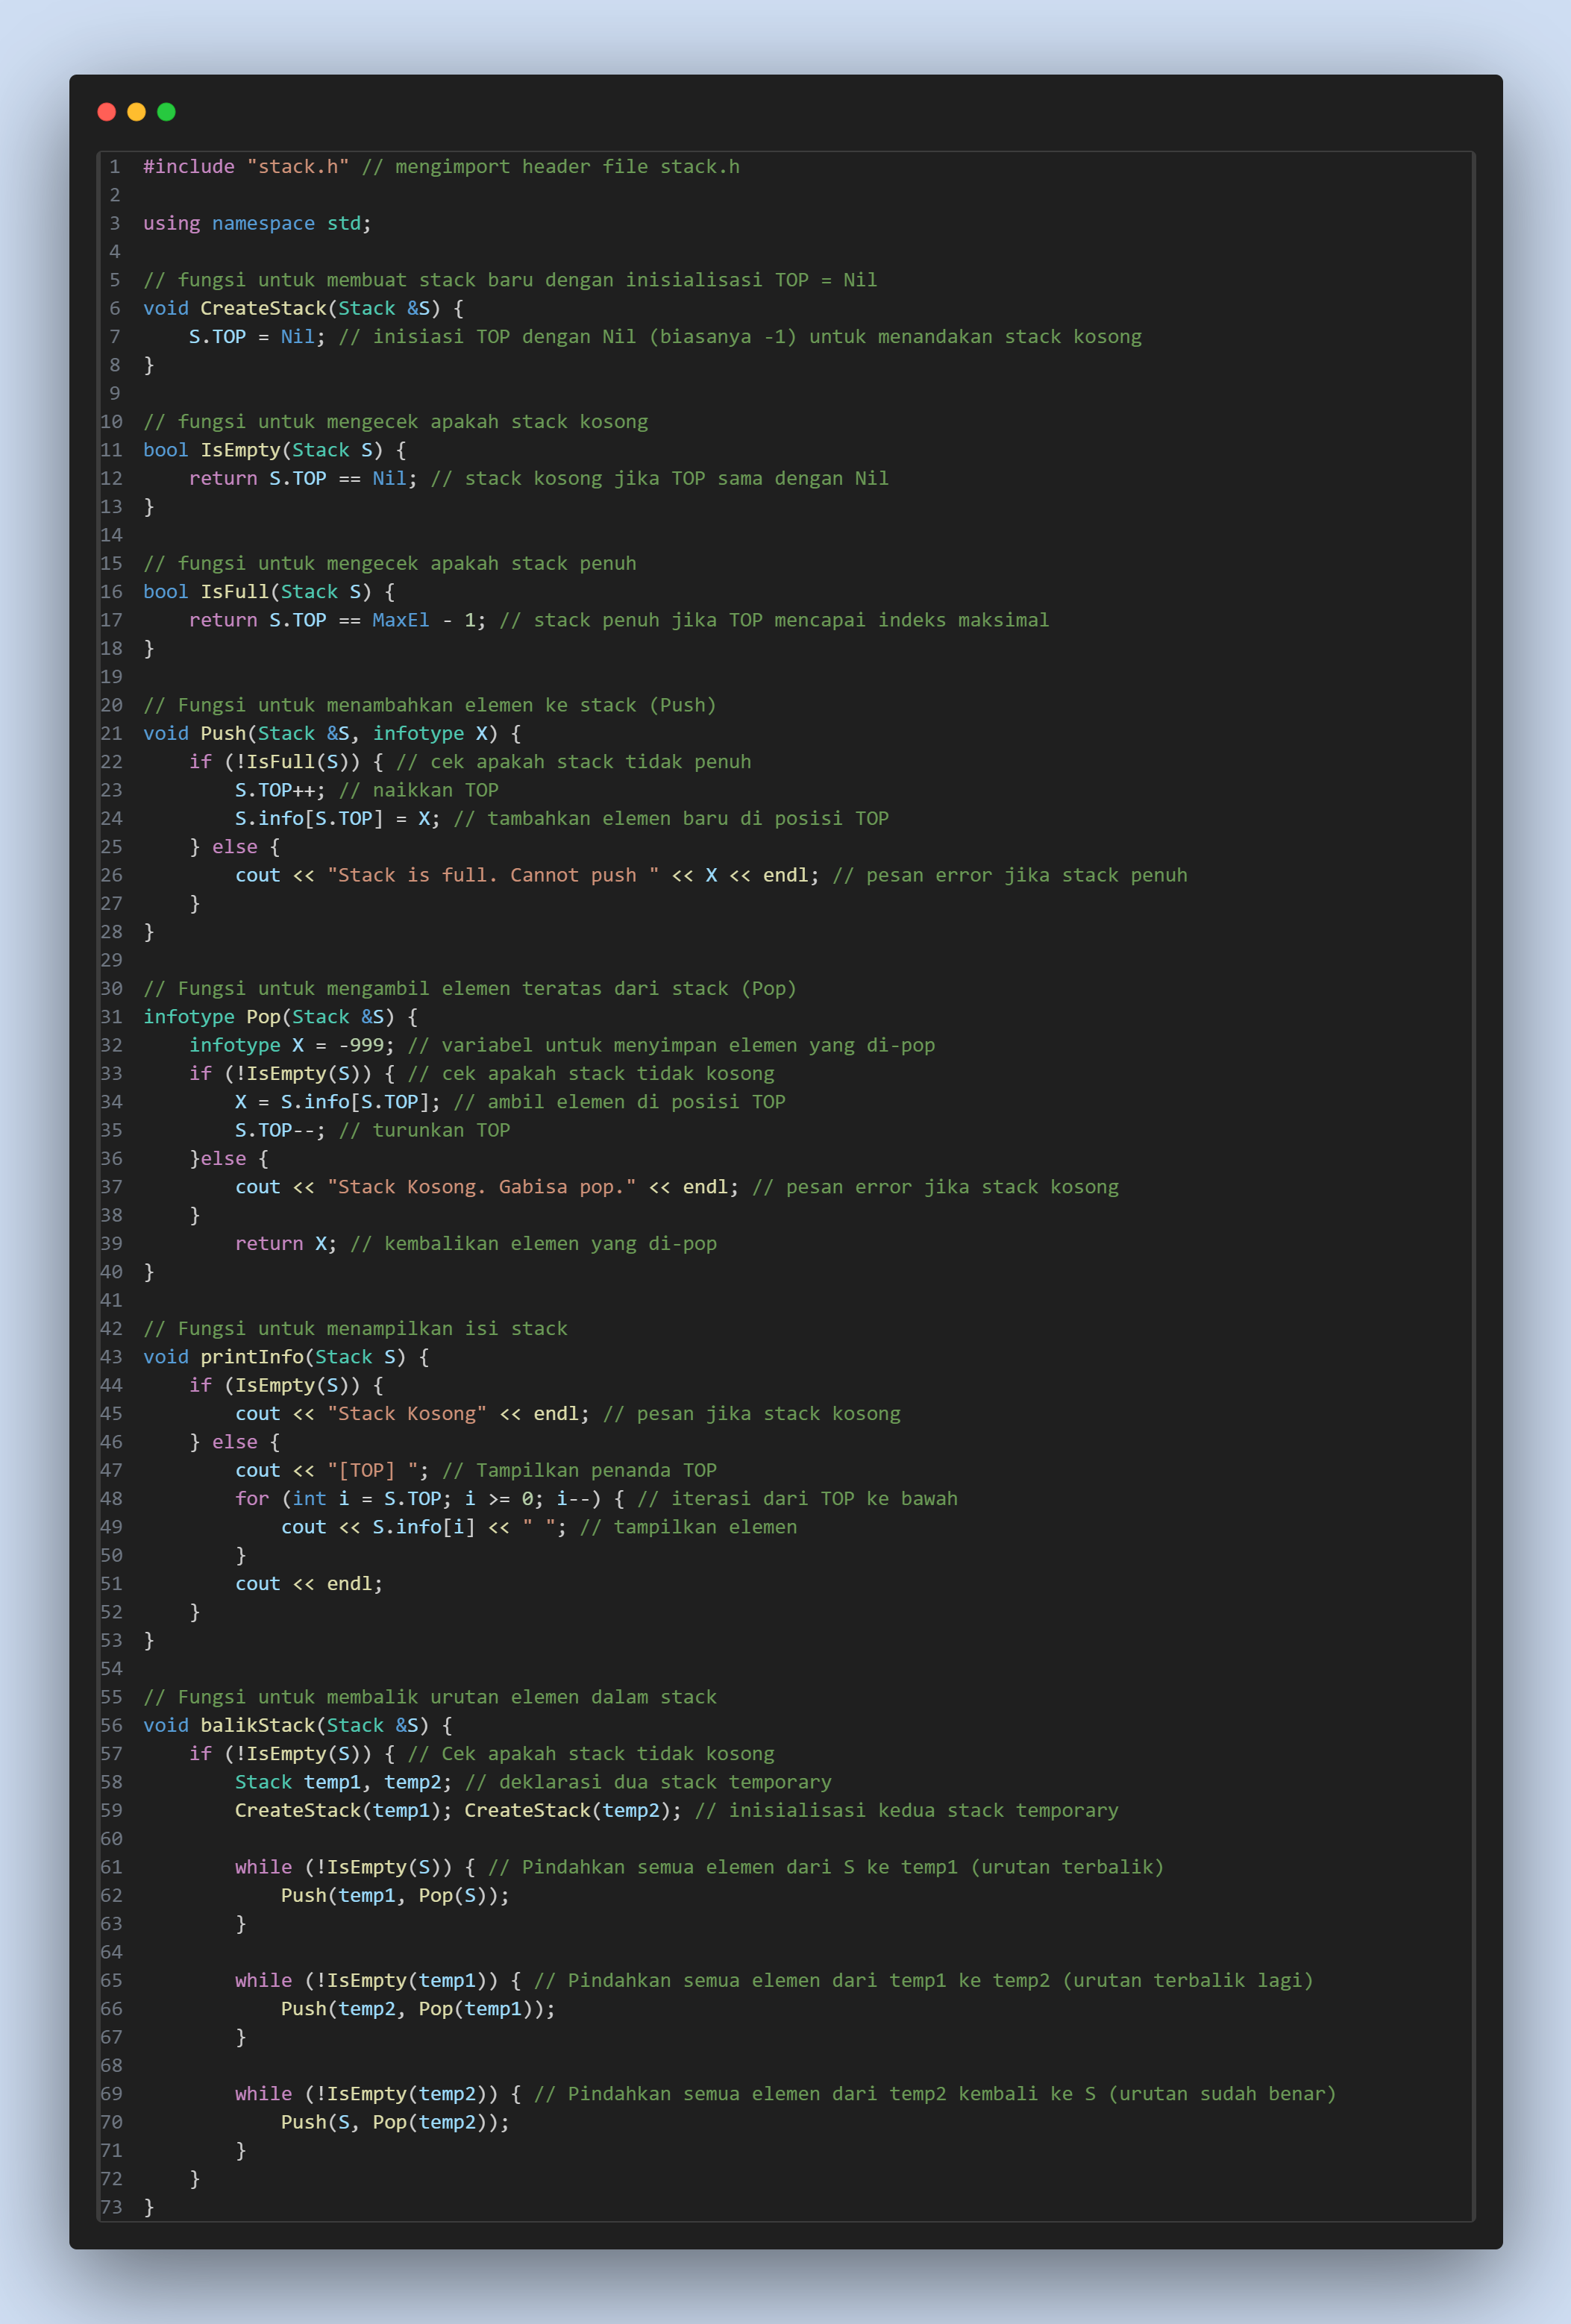 1 #include "stack.h" // mengimport header file stack.h
2
3 using namespace std;
4
5 // fungsi untuk membuat stack baru dengan inisialisasi TOP = Nil
6 void CreateStack(Stack &S) {
7     S.TOP = Nil; // inisiasi TOP dengan Nil (biasanya -1) untuk menandakan stack kosong
8 }
9
10 // fungsi untuk mengecek apakah stack kosong
11 bool IsEmpty(Stack S) {
12     return S.TOP == Nil; // stack kosong jika TOP sama dengan Nil
13 }
14
15 // fungsi untuk mengecek apakah stack penuh
16 bool IsFull(Stack S) {
17     return S.TOP == MaxEl - 1; // stack penuh jika TOP mencapai indeks maksimal
18 }
19
20 // Fungsi untuk menambahkan elemen ke stack (Push)
21 void Push(Stack &S, infotype X) {
22     if (!IsFull(S)) { // cek apakah stack tidak penuh
23         S.TOP++; // naikkan TOP
24         S.info[S.TOP] = X; // tambahkan elemen baru di posisi TOP
25     } else {
26         cout << "Stack is full. Cannot push " << X << endl; // pesan error jika stack penuh
27     }
28 }
29
30 // Fungsi untuk mengambil elemen teratas dari stack (Pop)
31 infotype Pop(Stack &S) {
32     infotype X = -999; // variabel untuk menyimpan elemen yang di-pop
33     if (!IsEmpty(S)) { // cek apakah stack tidak kosong
34         X = S.info[S.TOP]; // ambil elemen di posisi TOP
35         S.TOP--; // turunkan TOP
36     }else {
37         cout << "Stack Kosong. Gabisa pop." << endl; // pesan error jika stack kosong
38     }
39         return X; // kembalikan elemen yang di-pop
40 }
41
42 // Fungsi untuk menampilkan isi stack
43 void printInfo(Stack S) {
44     if (IsEmpty(S)) {
45         cout << "Stack Kosong" << endl; // pesan jika stack kosong
46     } else {
47         cout << "[TOP] "; // Tampilkan penanda TOP
48         for (int i = S.TOP; i >= 0; i--) { // iterasi dari TOP ke bawah
49             cout << S.info[i] << " "; // tampilkan elemen
50         }
51         cout << endl;
52     }
53 }
54
55 // Fungsi untuk membalik urutan elemen dalam stack
56 void balikStack(Stack &S) {
57     if (!IsEmpty(S)) { // Cek apakah stack tidak kosong
58         Stack temp1, temp2; // deklarasi dua stack temporary
59         CreateStack(temp1); CreateStack(temp2); // inisialisasi kedua stack temporary
60
61         while (!IsEmpty(S)) { // Pindahkan semua elemen dari S ke temp1 (urutan terbalik)
62             Push(temp1, Pop(S));
63         }
64
65         while (!IsEmpty(temp1)) { // Pindahkan semua elemen dari temp1 ke temp2 (urutan terbalik lagi)
66             Push(temp2, Pop(temp1));
67         }
68
69         while (!IsEmpty(temp2)) { // Pindahkan semua elemen dari temp2 kembali ke S (urutan sudah benar)
70             Push(S, Pop(temp2));
71         }
72     }
73 }